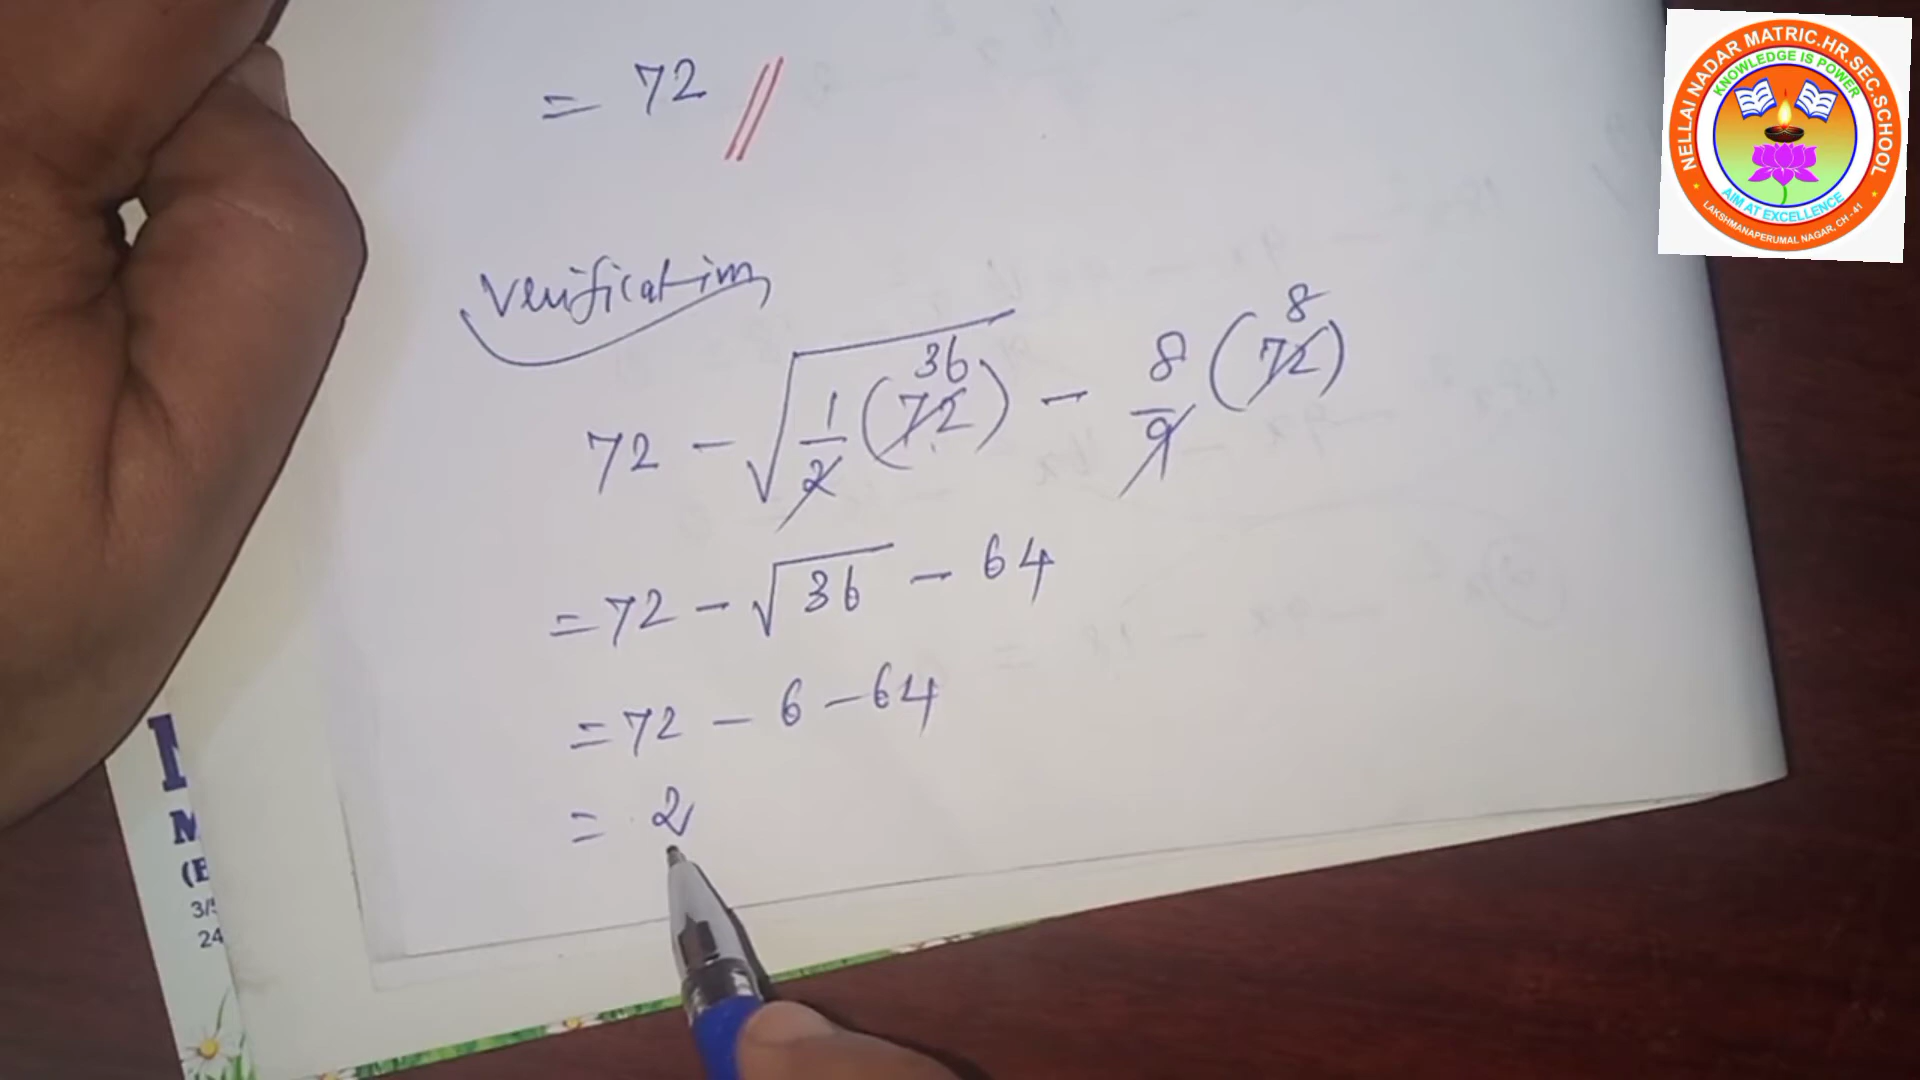 = 72 //
Verification
72 - √(1/2 (72) 36) - 8/9 (72) 8
= 72 - √36 - 64
= 72 - 6 - 64
= 2
NELLAI NADAR MATRIC.HR.SEC.SCHOOL
KNOWLEDGE IS POWER
AIM AT EXCELLENCE
LAKSHMANAPERUMAL NAGAR, CH - 41
M
(E
24